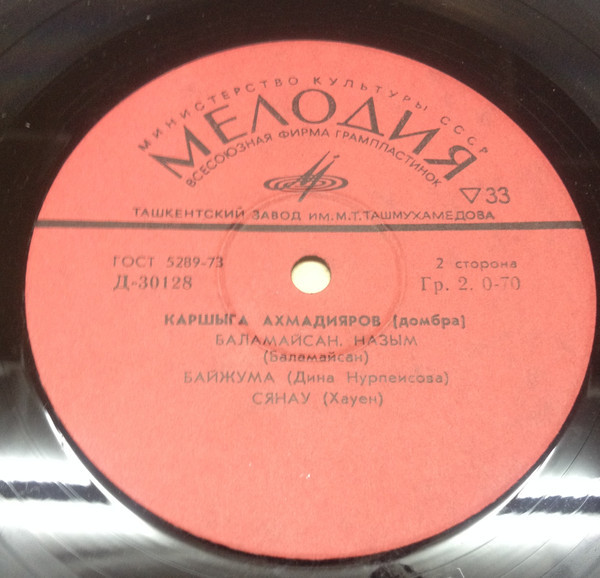 МИНИСТЕРСТВО КУЛЬТУРЫ СССР
МЕЛОДИЯ
ВСЕСОЮЗНАЯ ФИРМА ГРАМПЛАСТИНОК
33
ТАШКЕНТСКИЙ ЗАВОД ИМ. М.Т. ТАШМУХАМЕДОВА
ГОСТ 5289-73 2 сторона
Д-30128 Гр. 2. 0-70
КАРШЫГА АХМАДИЯРОВ (домбра)
БАЛАМАЙСАН. НАЗЫМ
(Баламайсан)
БАЙЖУМА (Дина Нурпеисова)
СЯНАУ (Хауен)